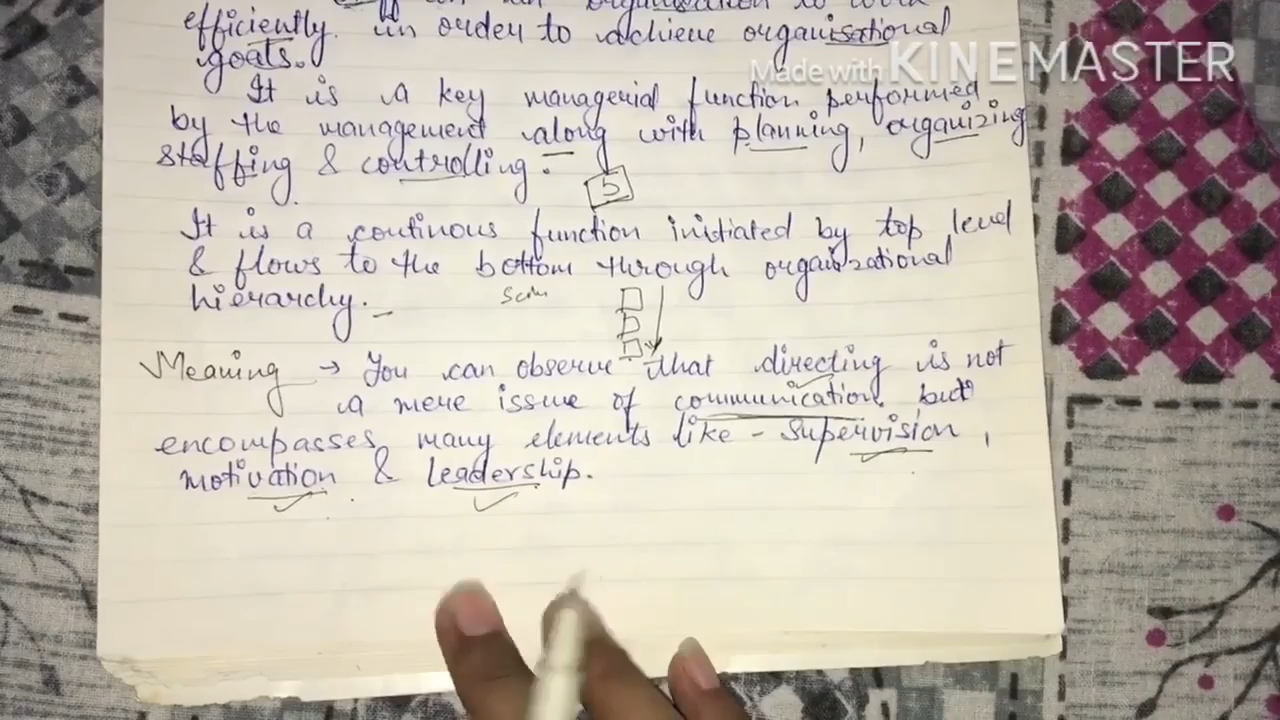 organisation to work
efficiently. in order to achieve organisational
goals.
Made with KINEMASTER
It is a key managerial function performed
by the management along with planning, organizing
staffing & controlling.
5
It is a continous function initiated by top level
& flows to the bottom through organizational
hierarchy.
Meaning → You can observe that directing is not
a mere issue of communication but
encompasses many elements like - Supervision,
motivation & leadership.